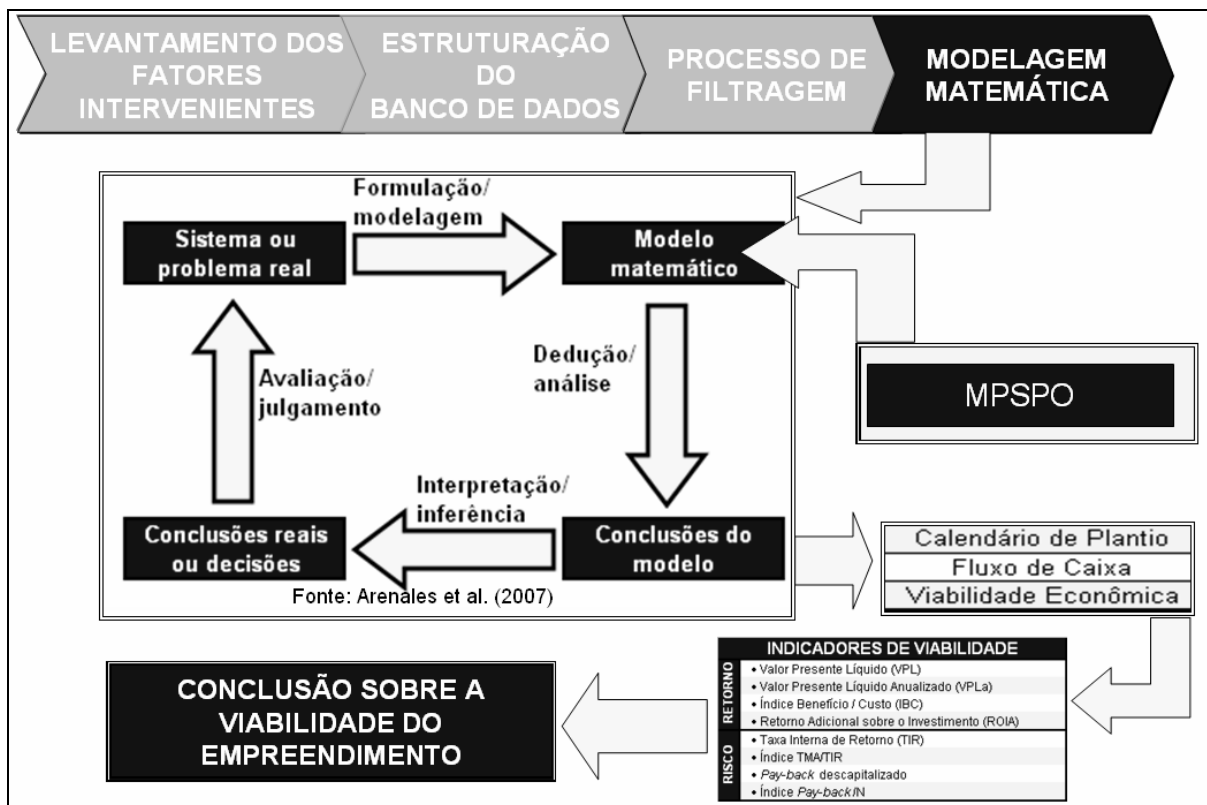 LEVANTAMENTO DOS
FATORES
INTERVENIENTES
ESTRUTURAÇÃO
DO
BANCO DE DADOS
PROCESSO DE
FILTRAGEM
MODELAGEM
MATEMÁTICA
Formulação/
modelagem
Sistema ou
problema real
Modelo
matemático
Dedução/
análise
Avaliação/
julgamento
MPSPO
Interpretação/
inferência
Conclusões reais
ou decisões
Conclusões do
modelo
Fonte: Arenales et al. (2007)
Calendário de Plantio
Fluxo de Caixa
Viabilidade Econômica
INDICADORES DE VIABILIDADE
RETORNO
• Valor Presente Líquido (VPL)
• Valor Presente Líquido Anualizado (VPLa)
• Índice Benefício / Custo (IBC)
• Retorno Adicional sobre o Investimento (ROIA)
RISCO
• Taxa Interna de Retorno (TIR)
• Índice TMA/TIR
• Pay-back descapitalizado
• Índice Pay-back/N
CONCLUSÃO SOBRE A
VIABILIDADE DO
EMPREENDIMENTO